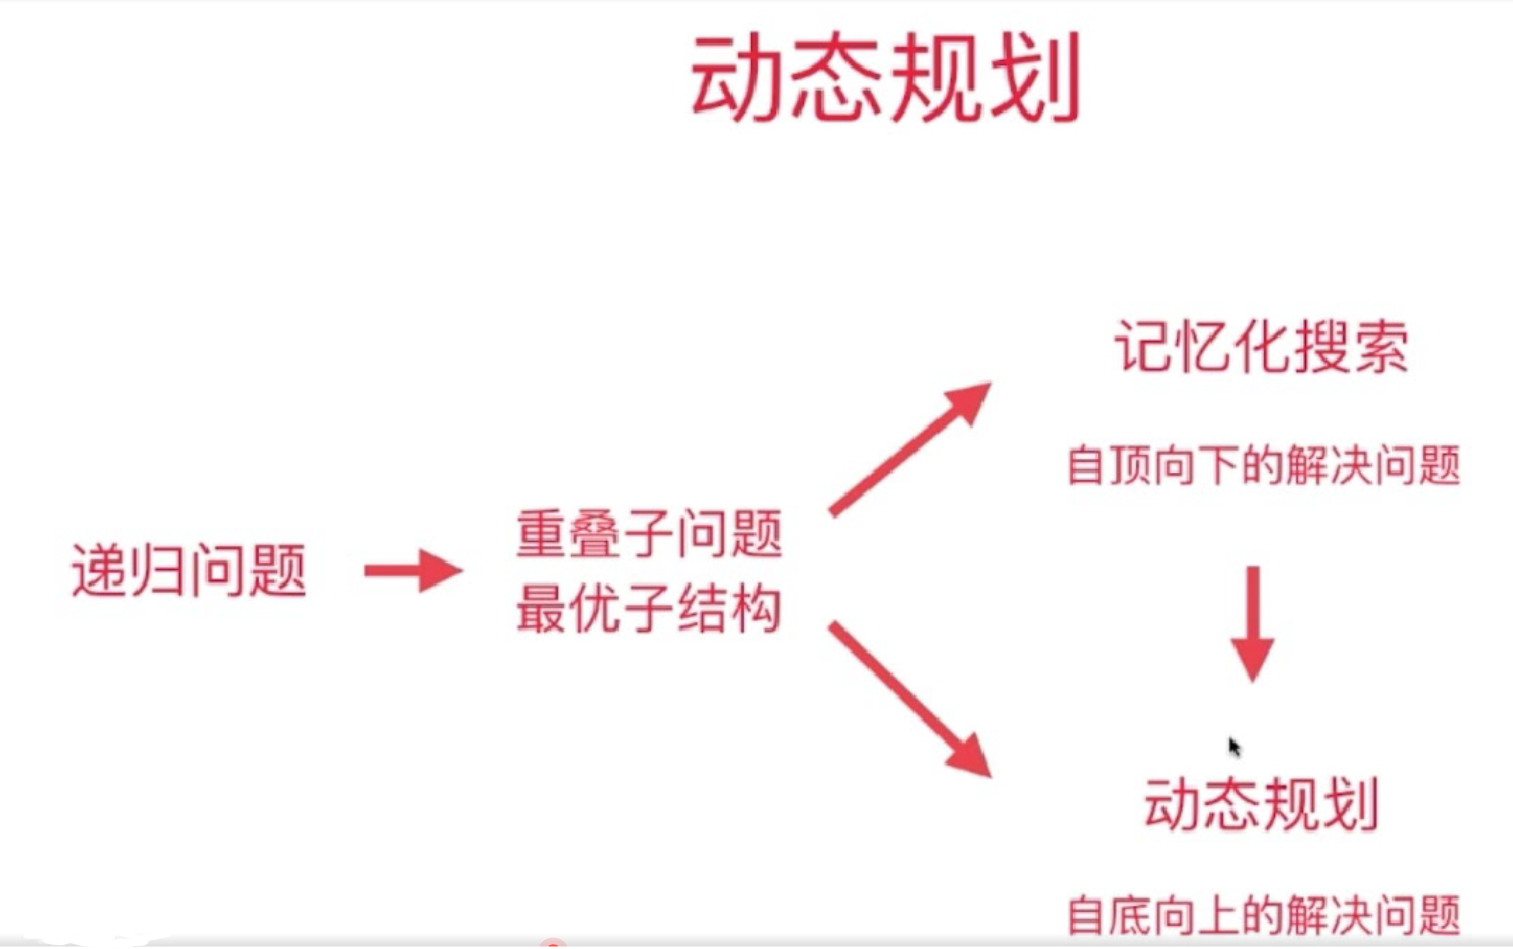 动态规划
递归问题
重叠子问题
最优子结构
记忆化搜索
自顶向下的解决问题
动态规划
自底向上的解决问题